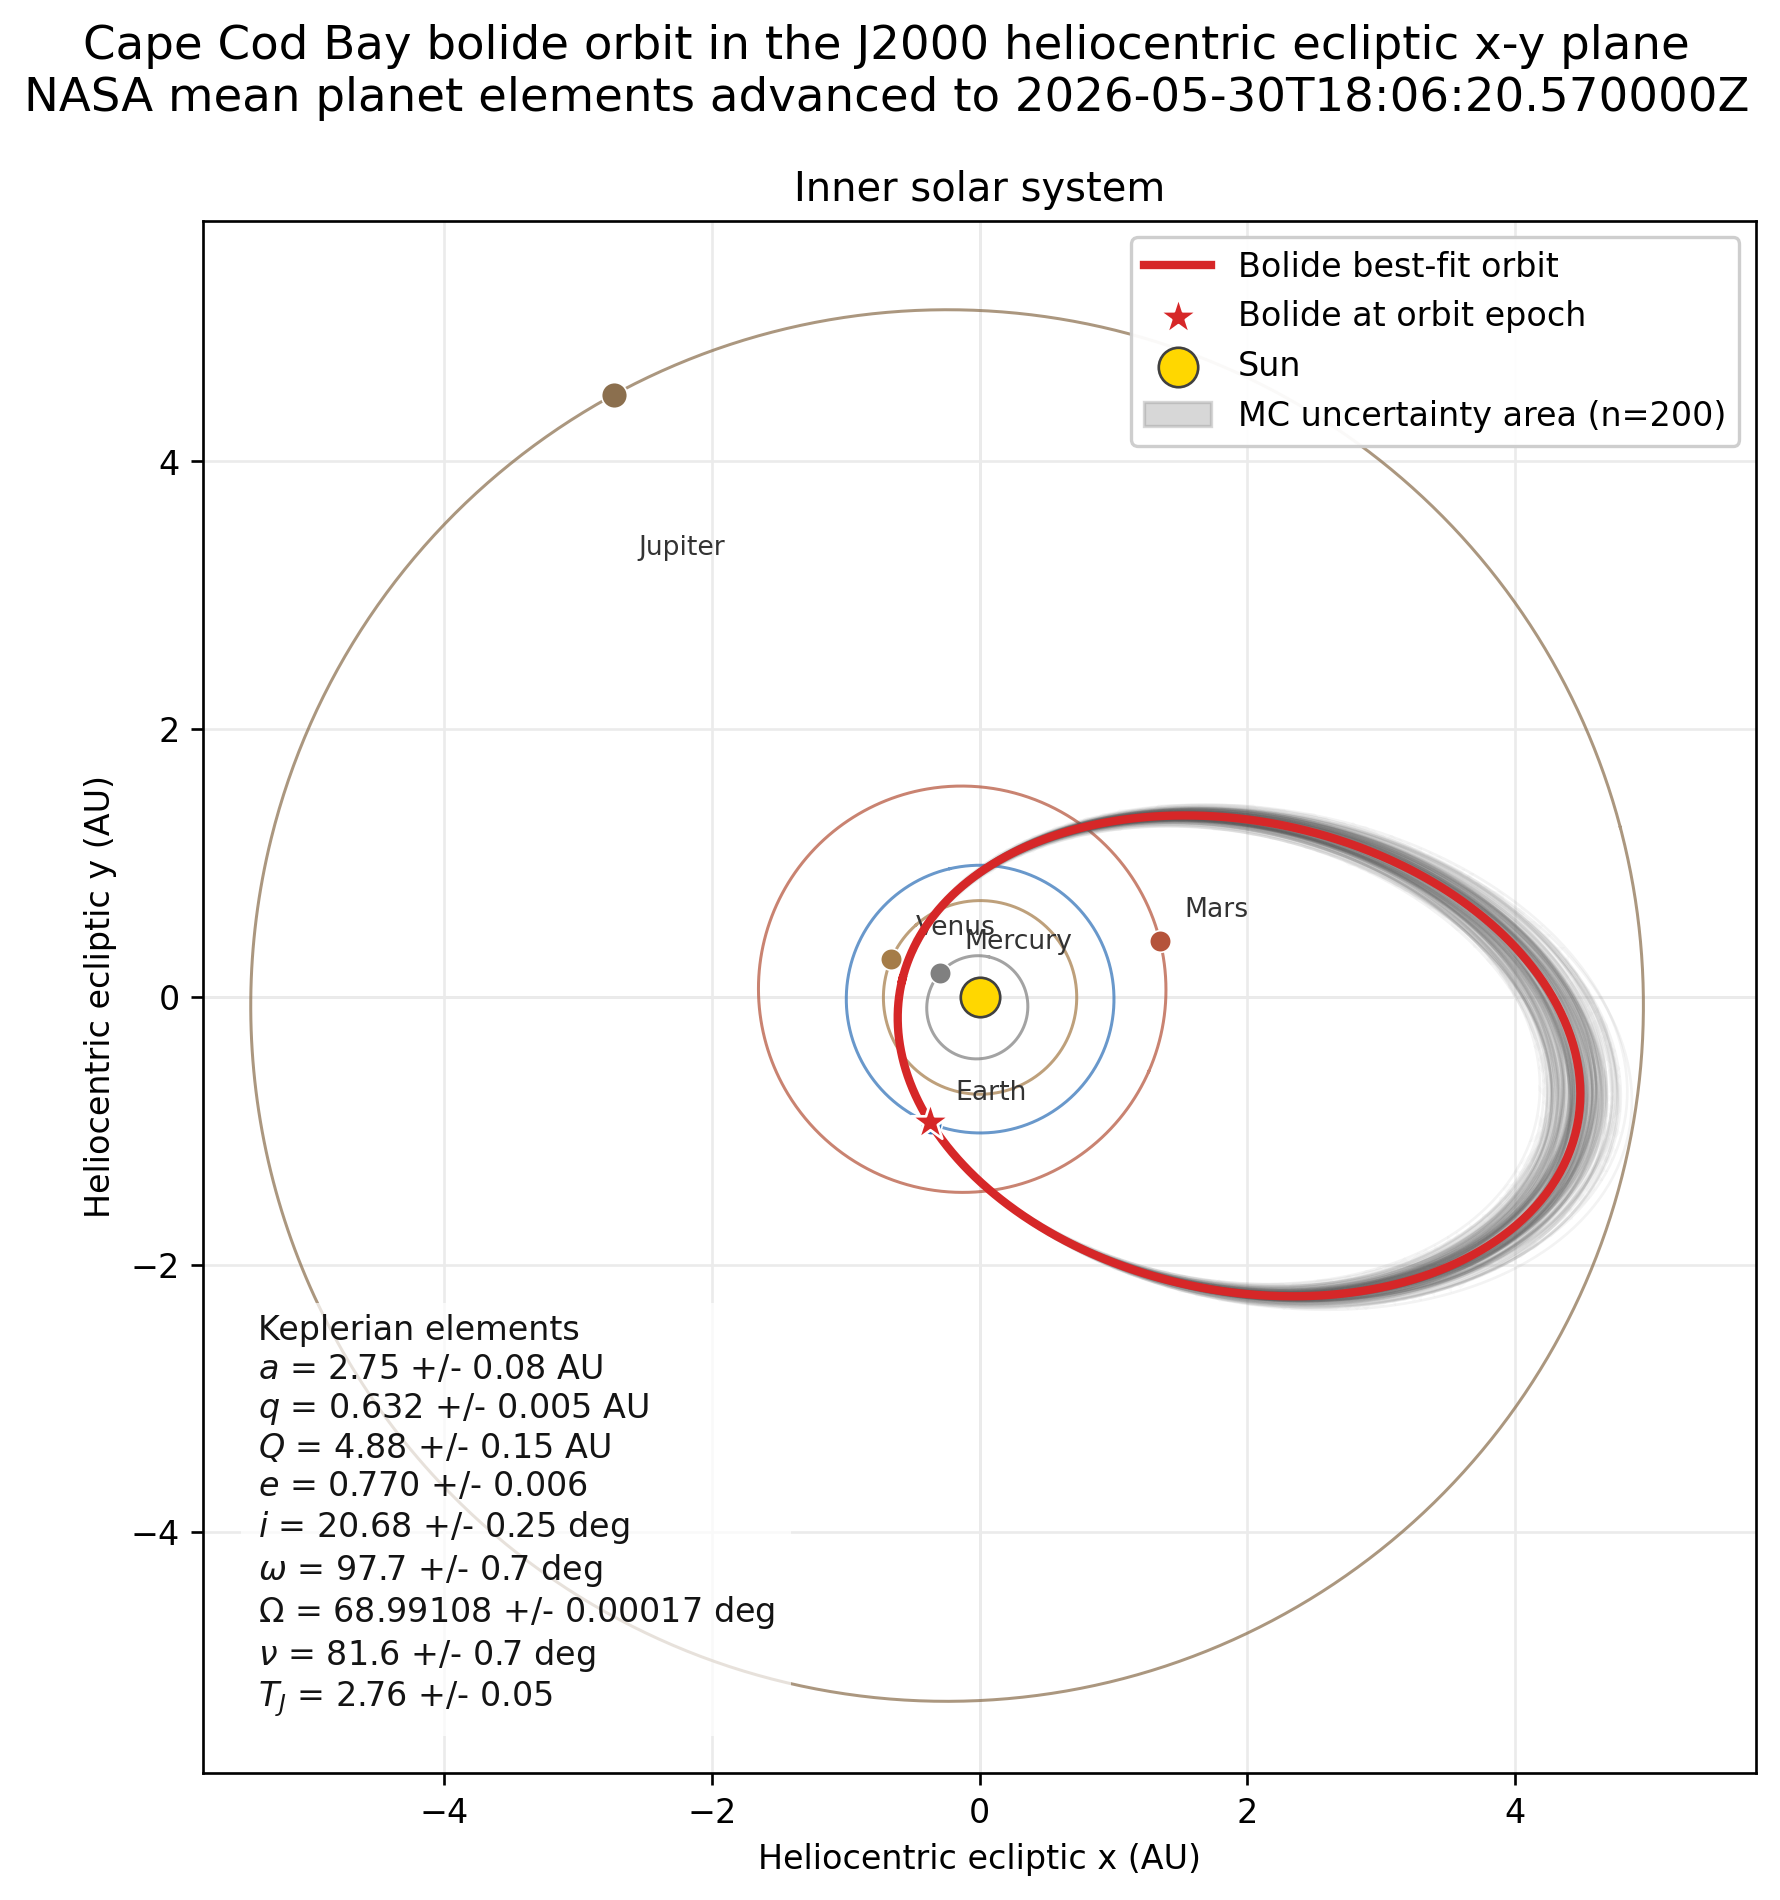 Cape Cod Bay bolide orbit in the J2000 heliocentric ecliptic x-y plane
NASA mean planet elements advanced to 2026-05-30T18:06:20.570000Z
Inner solar system
Bolide best-fit orbit
Bolide at orbit epoch
Sun
MC uncertainty area (n=200)
Jupiter
Mars
Venus
Mercury
Earth
Heliocentric ecliptic y (AU)
4
2
0
−2
−4
Keplerian elements
a = 2.75 +/- 0.08 AU
q = 0.632 +/- 0.005 AU
Q = 4.88 +/- 0.15 AU
e = 0.770 +/- 0.006
i = 20.68 +/- 0.25 deg
ω = 97.7 +/- 0.7 deg
Ω = 68.99108 +/- 0.00017 deg
ν = 81.6 +/- 0.7 deg
T_J = 2.76 +/- 0.05
−4 −2 0 2 4
Heliocentric ecliptic x (AU)